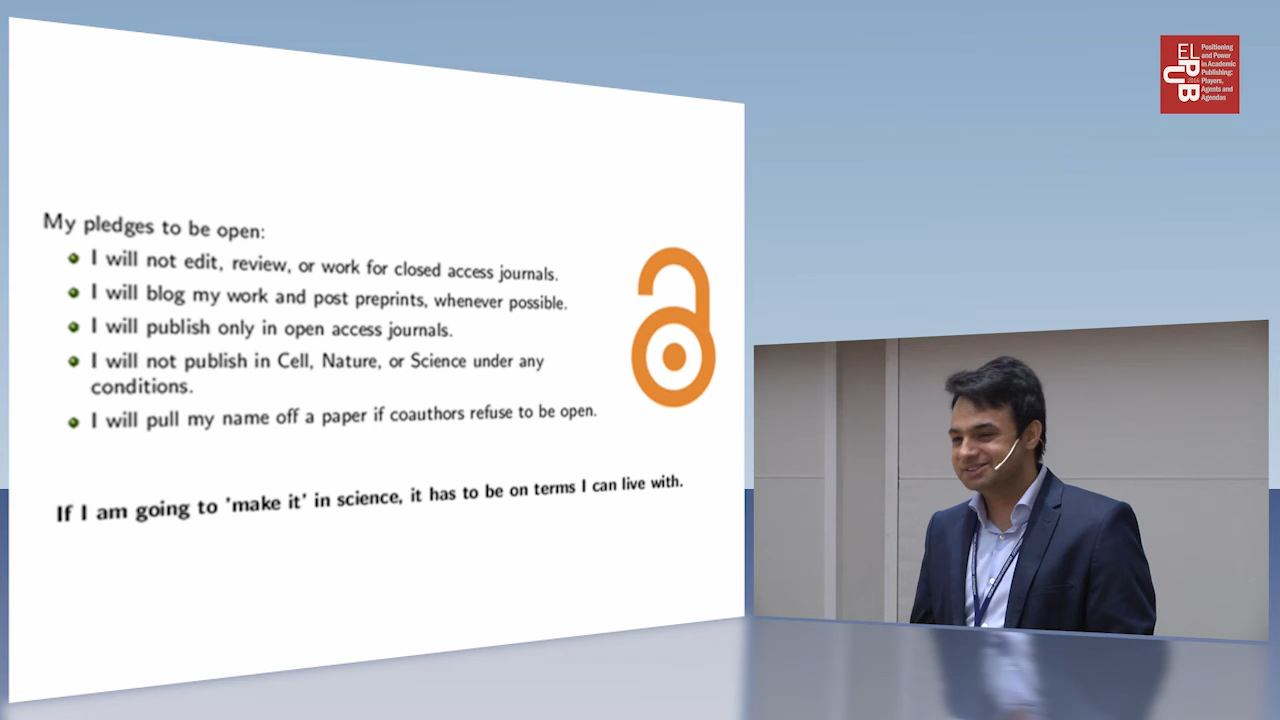 My pledges to be open:
I will not edit, review, or work for closed access journals.
I will blog my work and post preprints, whenever possible.
I will publish only in open access journals.
I will not publish in Cell, Nature, or Science under any
conditions.
I will pull my name off a paper if coauthors refuse to be open.
If I am going to 'make it' in science, it has to be on terms I can live with.
EL
PUB
2016
Positioning
and Power
in Academic
Publishing:
Players,
Agents and
Agendas